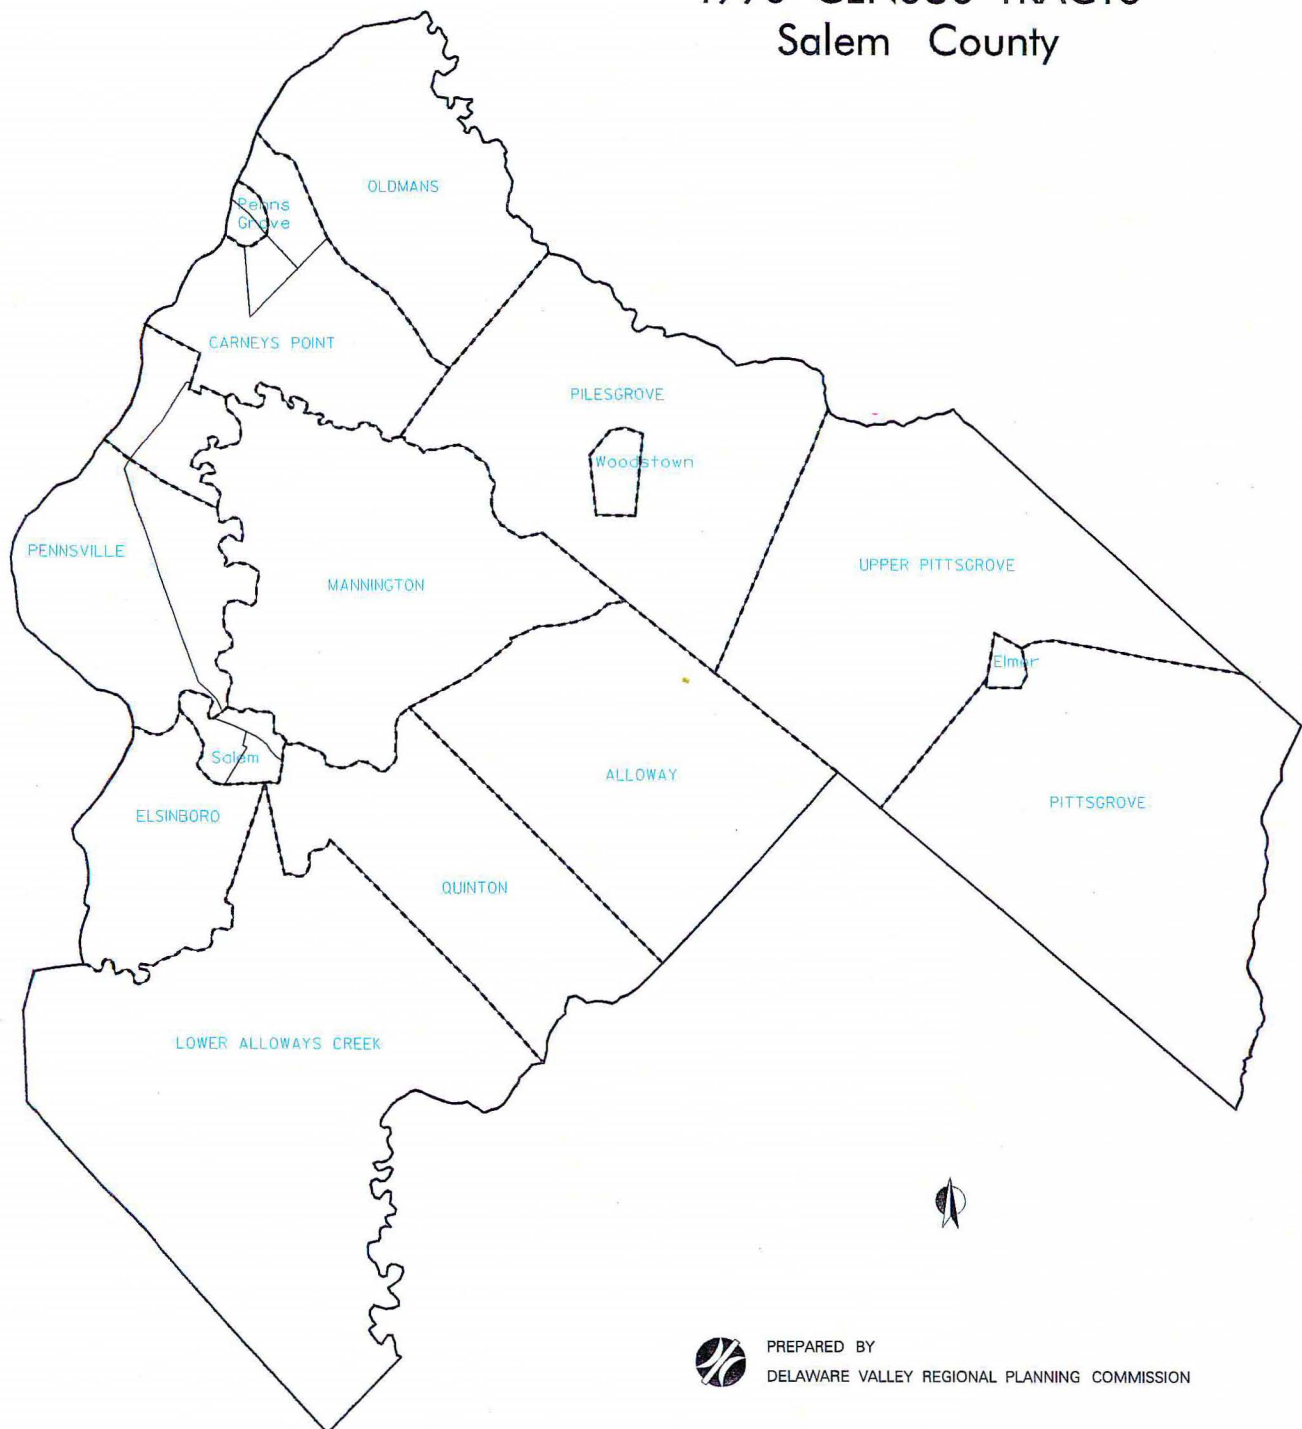 Salem County
OLDMANS
Penns
Grove
CARNEYS POINT
PILESGROVE
Woodstown
PENNSVILLE
MANNINGTON
UPPER PITTSGROVE
Elmer
Salem
ALLOWAY
ELSINBORO
PITTSGROVE
QUINTON
LOWER ALLOWAYS CREEK
PREPARED BY
DELAWARE VALLEY REGIONAL PLANNING COMMISSION